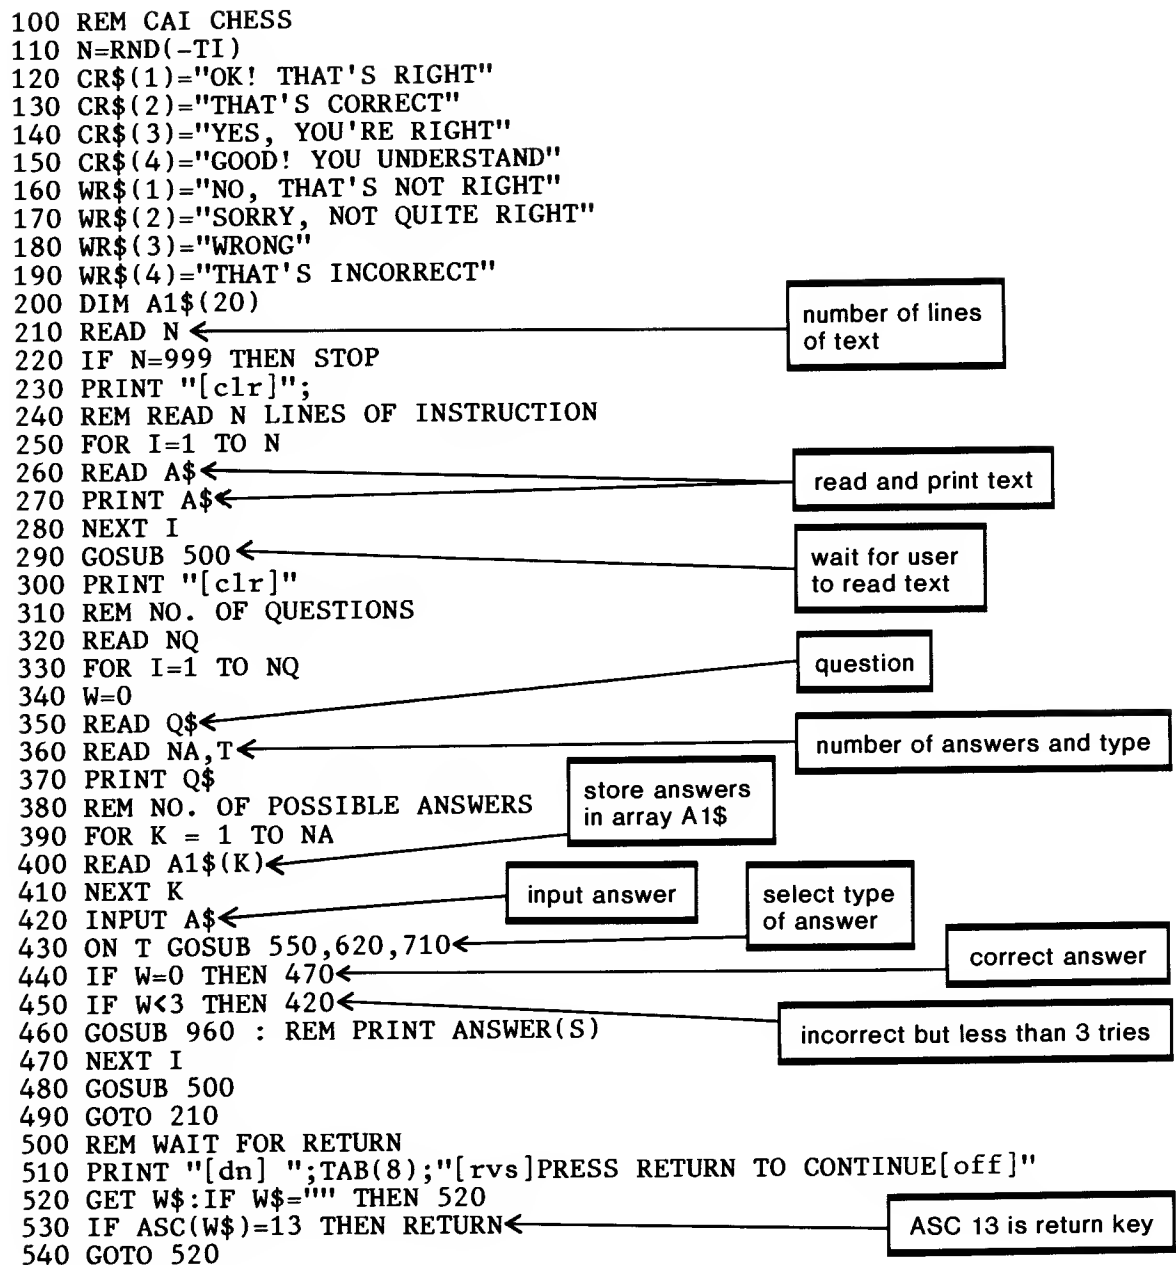 100 REM CAI CHESS
110 N=RND(-TI)
120 CR$(1)="OK! THAT'S RIGHT"
130 CR$(2)="THAT'S CORRECT"
140 CR$(3)="YES, YOU'RE RIGHT"
150 CR$(4)="GOOD! YOU UNDERSTAND"
160 WR$(1)="NO, THAT'S NOT RIGHT"
170 WR$(2)="SORRY, NOT QUITE RIGHT"
180 WR$(3)="WRONG"
190 WR$(4)="THAT'S INCORRECT"
200 DIM A1$(20)
210 READ N
number of lines
of text
220 IF N=999 THEN STOP
230 PRINT "[clr]";
240 REM READ N LINES OF INSTRUCTION
250 FOR I=1 TO N
260 READ A$
read and print text
270 PRINT A$
280 NEXT I
290 GOSUB 500
wait for user
to read text
300 PRINT "[clr]"
310 REM NO. OF QUESTIONS
320 READ NQ
330 FOR I=1 TO NQ
question
340 W=0
350 READ Q$
360 READ NA,T
number of answers and type
370 PRINT Q$
380 REM NO. OF POSSIBLE ANSWERS
store answers
in array A1$
390 FOR K = 1 TO NA
400 READ A1$(K)
410 NEXT K
input answer
select type
of answer
420 INPUT A$
430 ON T GOSUB 550,620,710
correct answer
440 IF W=0 THEN 470
450 IF W<3 THEN 420
460 GOSUB 960 : REM PRINT ANSWER(S)
incorrect but less than 3 tries
470 NEXT I
480 GOSUB 500
490 GOTO 210
500 REM WAIT FOR RETURN
510 PRINT "[dn] ";TAB(8);"[rvs]PRESS RETURN TO CONTINUE[off]"
520 GET W$:IF W$="" THEN 520
530 IF ASC(W$)=13 THEN RETURN
ASC 13 is return key
540 GOTO 520